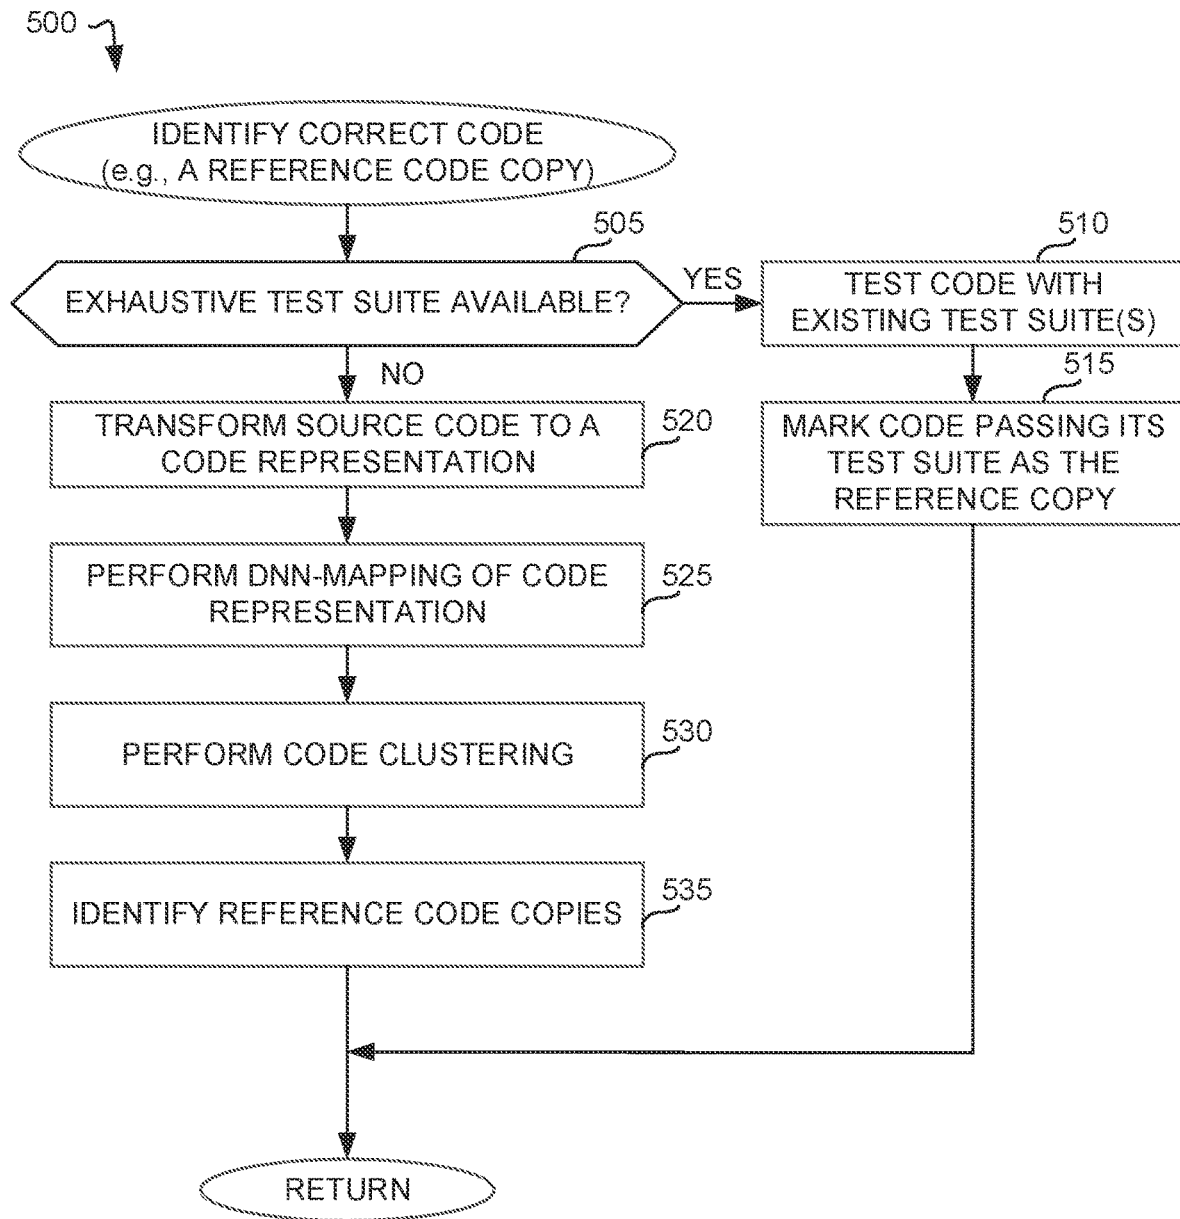 500
IDENTIFY CORRECT CODE
(e.g., A REFERENCE CODE COPY)
505
EXHAUSTIVE TEST SUITE AVAILABLE?
YES
510
TEST CODE WITH
EXISTING TEST SUITE(S)
NO
515
MARK CODE PASSING ITS
TEST SUITE AS THE
REFERENCE COPY
TRANSFORM SOURCE CODE TO A
CODE REPRESENTATION
520
PERFORM DNN-MAPPING OF CODE
REPRESENTATION
525
PERFORM CODE CLUSTERING
530
IDENTIFY REFERENCE CODE COPIES
535
RETURN